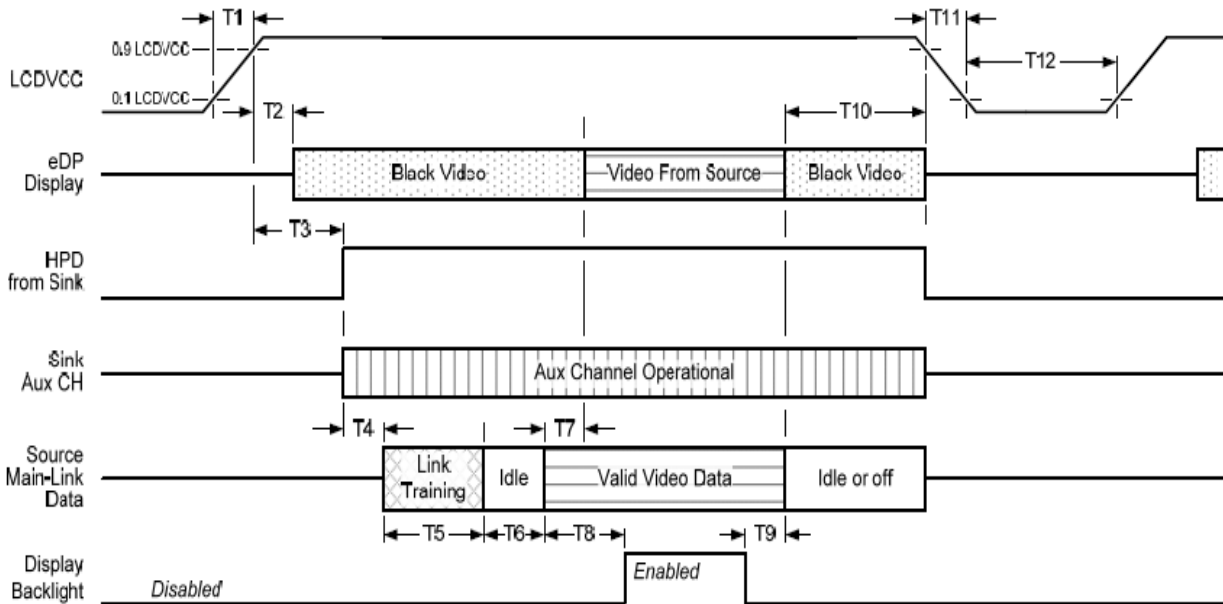 T1
T11
0.9 LCDVCC
LCDVCC
T12
0.1 LCDVCC
T2
T10
eDP
Display
Black Video
Video From Source
Black Video
T3
HPD
from Sink
Sink
Aux CH
Aux Channel Operational
T4
T7
Source
Main-Link
Data
Link
Training
Idle
Valid Video Data
Idle or off
T5
T6
T8
T9
Display
Backlight
Disabled
Enabled